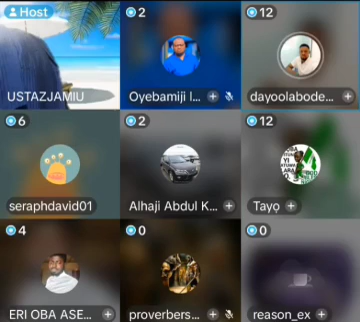 Host
USTAZJAMIU
2
Oyebamiji l...
12
dayoolabode...
6
seraphdavid01
2
Alhaji Abdul K...
12
Tayọ
4
ERI OBA ASE...
0
proverbers...
0
reason_ex